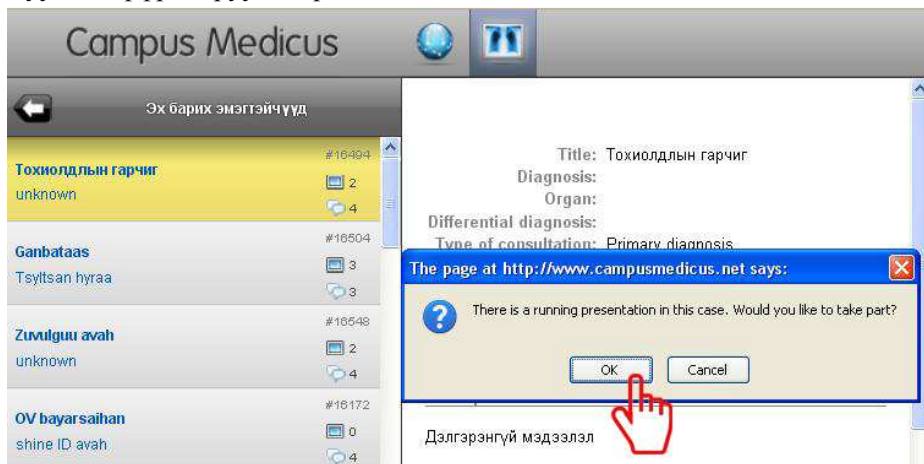 Campus Medicus
Эх барих эмэгтэйчүүд
#16494
Тохиолдлын гарчиг
2
unknown
4
#16504
Ganbataas
3
Tsyltsan hyraa
3
#16548
Zuvulguu avah
2
unknown
4
#16172
OV bayarsaihan
0
shine ID avah
4
Title: Тохиолдлын гарчиг
Diagnosis:
Organ:
Differential diagnosis:
Type of consultation: Primary diagnosis
The page at http://www.campusmedicus.net says:
There is a running presentation in this case. Would you like to take part?
OK Cancel
Дэлгэрэнгүй мэдээлэл